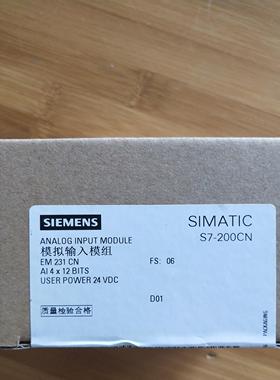 SIEMENS
SIMATIC
S7-200CN
ANALOG INPUT MODULE
模拟输入模组
EM 231 CN
FS: 06
AI 4 x 12 BITS
USER POWER 24 VDC
D01
质量检验合格
PACKAGING